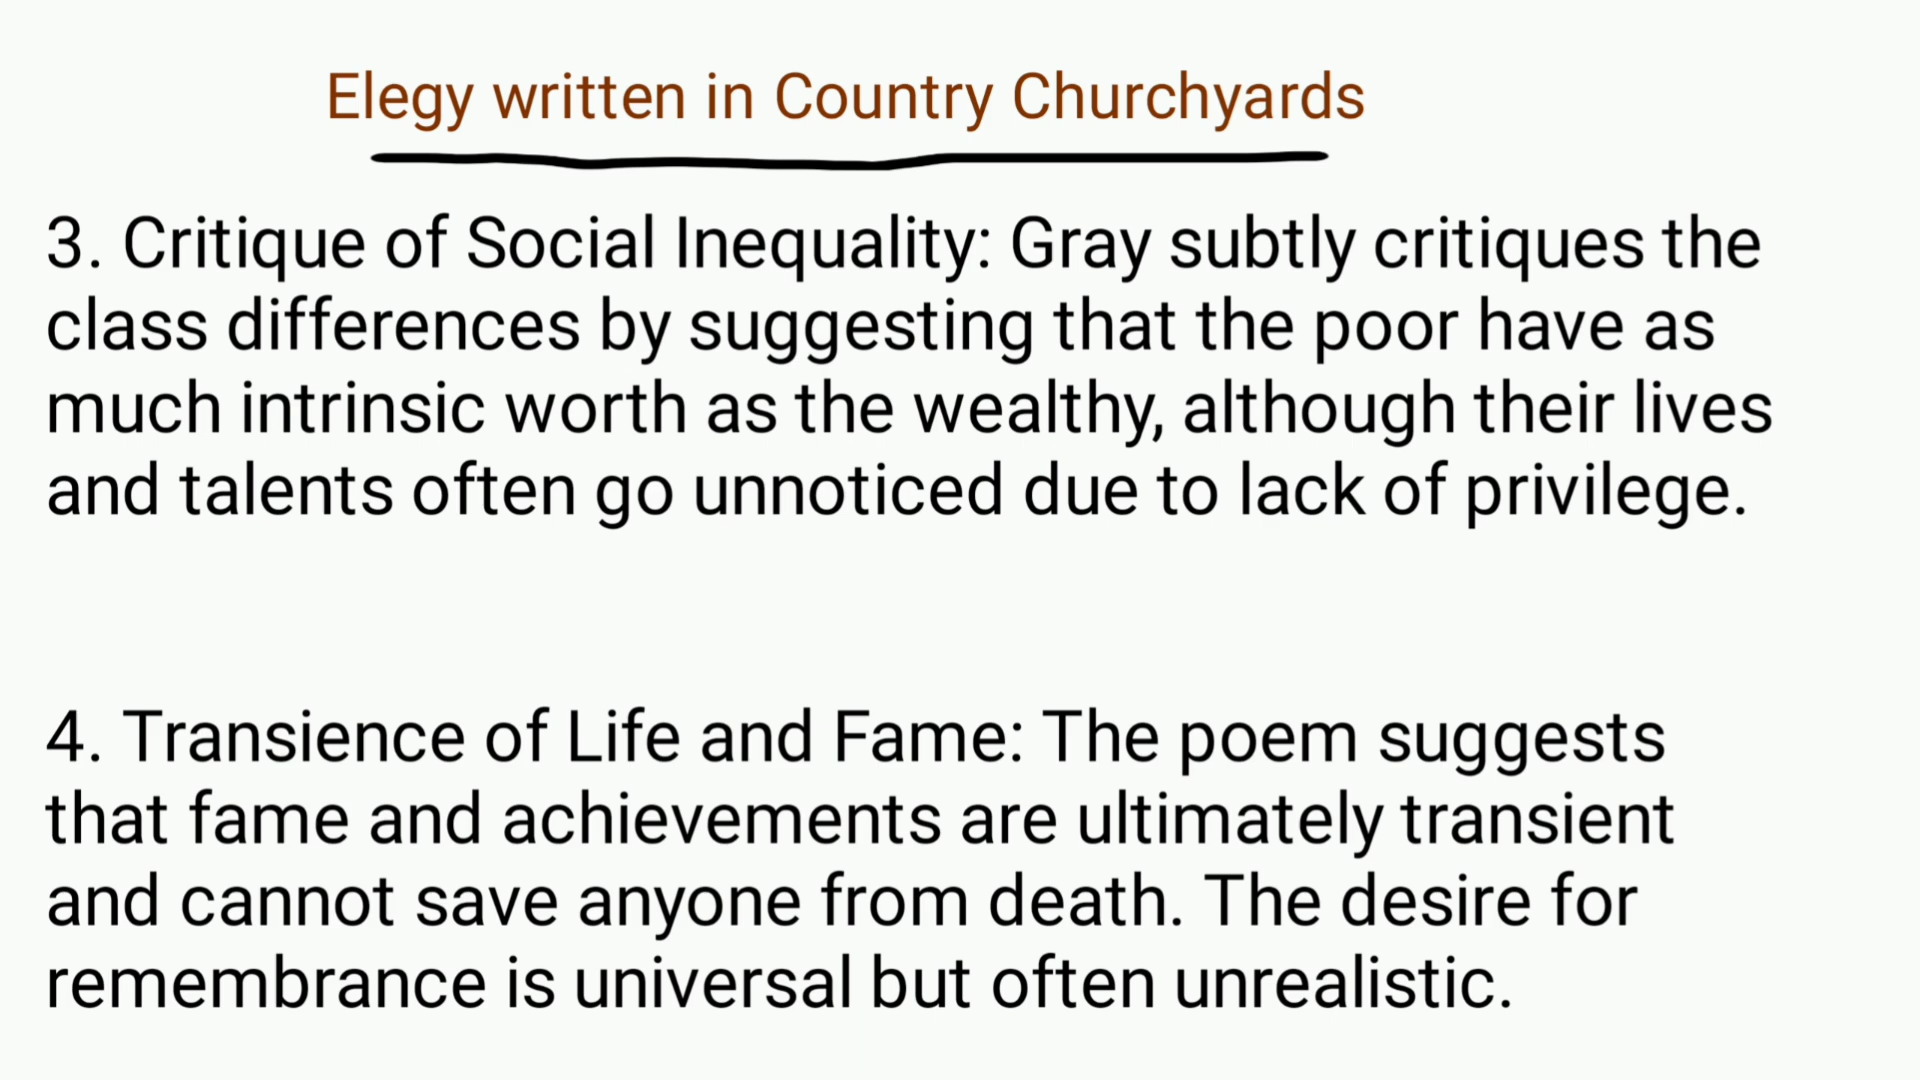 Elegy written in Country Churchyards
3. Critique of Social Inequality: Gray subtly critiques the
class differences by suggesting that the poor have as
much intrinsic worth as the wealthy, although their lives
and talents often go unnoticed due to lack of privilege.
4. Transience of Life and Fame: The poem suggests
that fame and achievements are ultimately transient
and cannot save anyone from death. The desire for
remembrance is universal but often unrealistic.